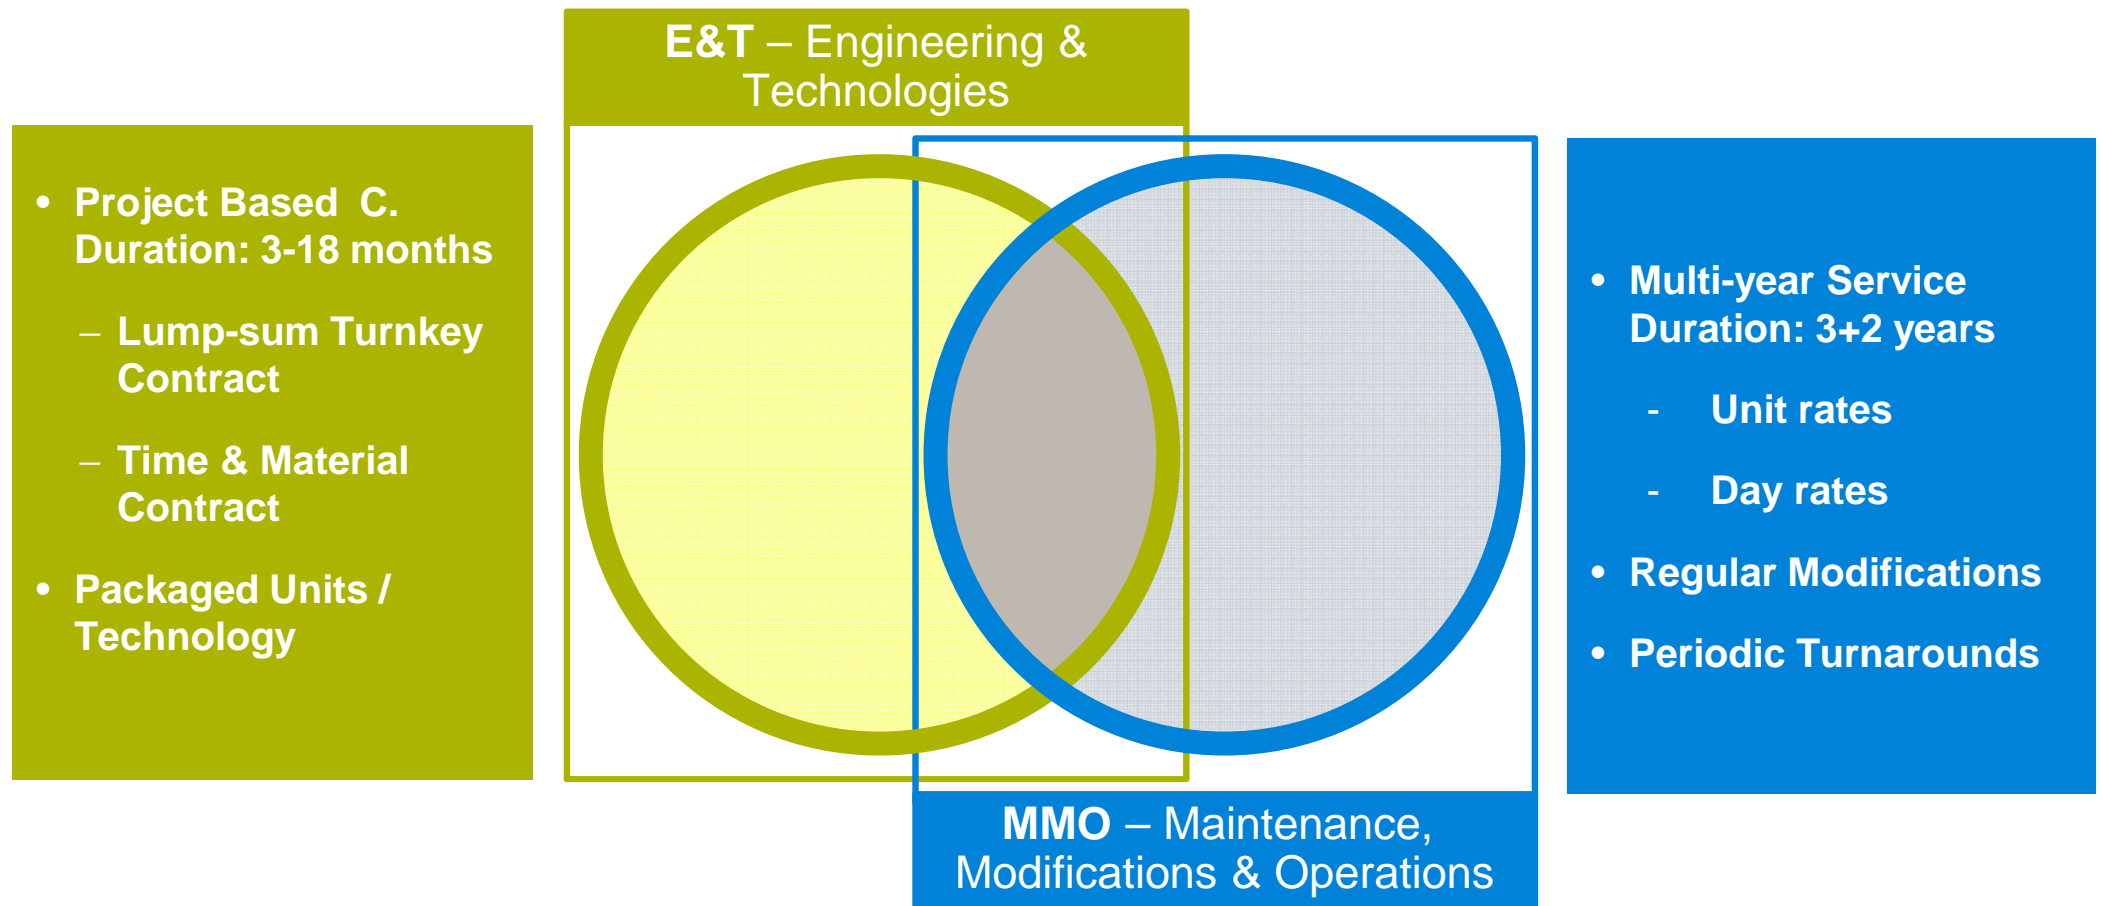 E&T – Engineering &
Technologies
• Project Based  C.
Duration: 3-18 months
– Lump-sum Turnkey
Contract
– Time & Material
Contract
• Packaged Units /
Technology
• Multi-year Service
Duration: 3+2 years
- Unit rates
- Day rates
• Regular Modifications
• Periodic Turnarounds
MMO – Maintenance,
Modifications & Operations